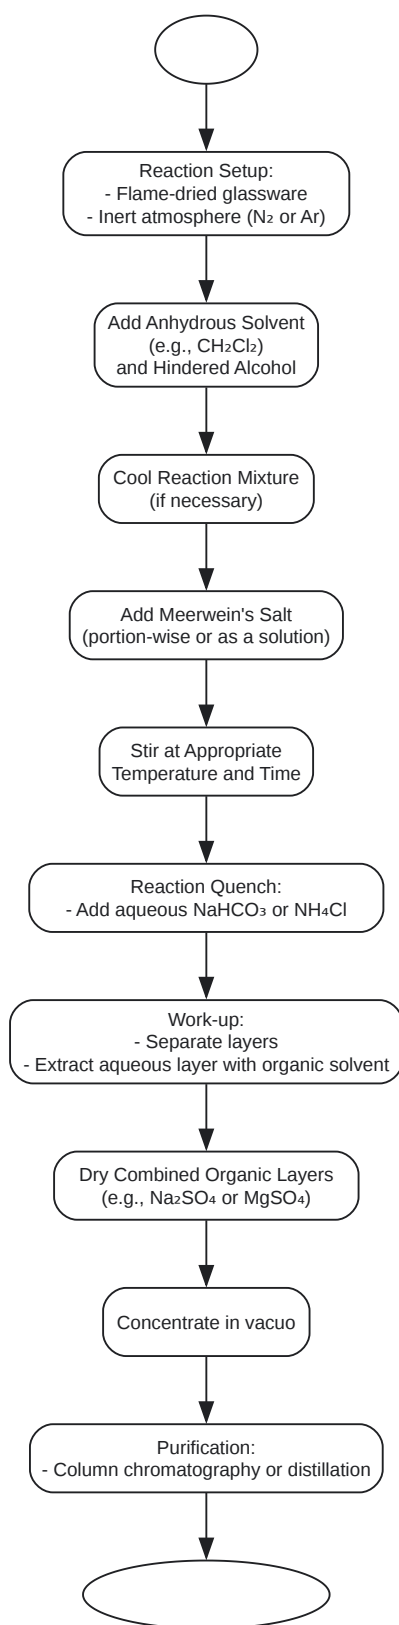 Reaction Setup:
- Flame-dried glassware
- Inert atmosphere (N₂ or Ar)
Add Anhydrous Solvent
(e.g., CH₂Cl₂)
and Hindered Alcohol
Cool Reaction Mixture
(if necessary)
Add Meerwein's Salt
(portion-wise or as a solution)
Stir at Appropriate
Temperature and Time
Reaction Quench:
- Add aqueous NaHCO₃ or NH₄Cl
Work-up:
- Separate layers
- Extract aqueous layer with organic solvent
Dry Combined Organic Layers
(e.g., Na₂SO₄ or MgSO₄)
Concentrate in vacuo
Purification:
- Column chromatography or distillation